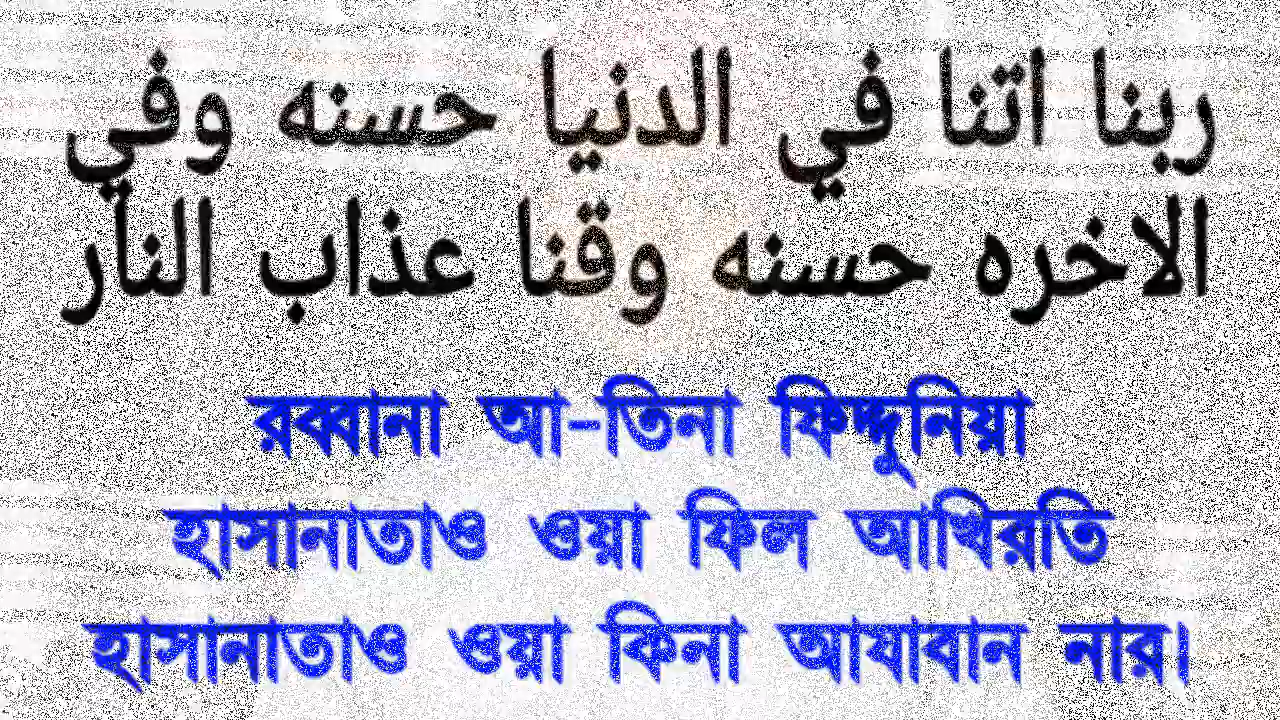 ربنا اتنا في الدنيا حسنه وفي
الاخره حسنه وقنا عذاب النار
রব্বানা আ-তিনা ফিদ্দুনিয়া
হাসানাতাও ওয়া ফিল আখিরতি
হাসানাতাও ওয়া কিনা আযাবান নার।